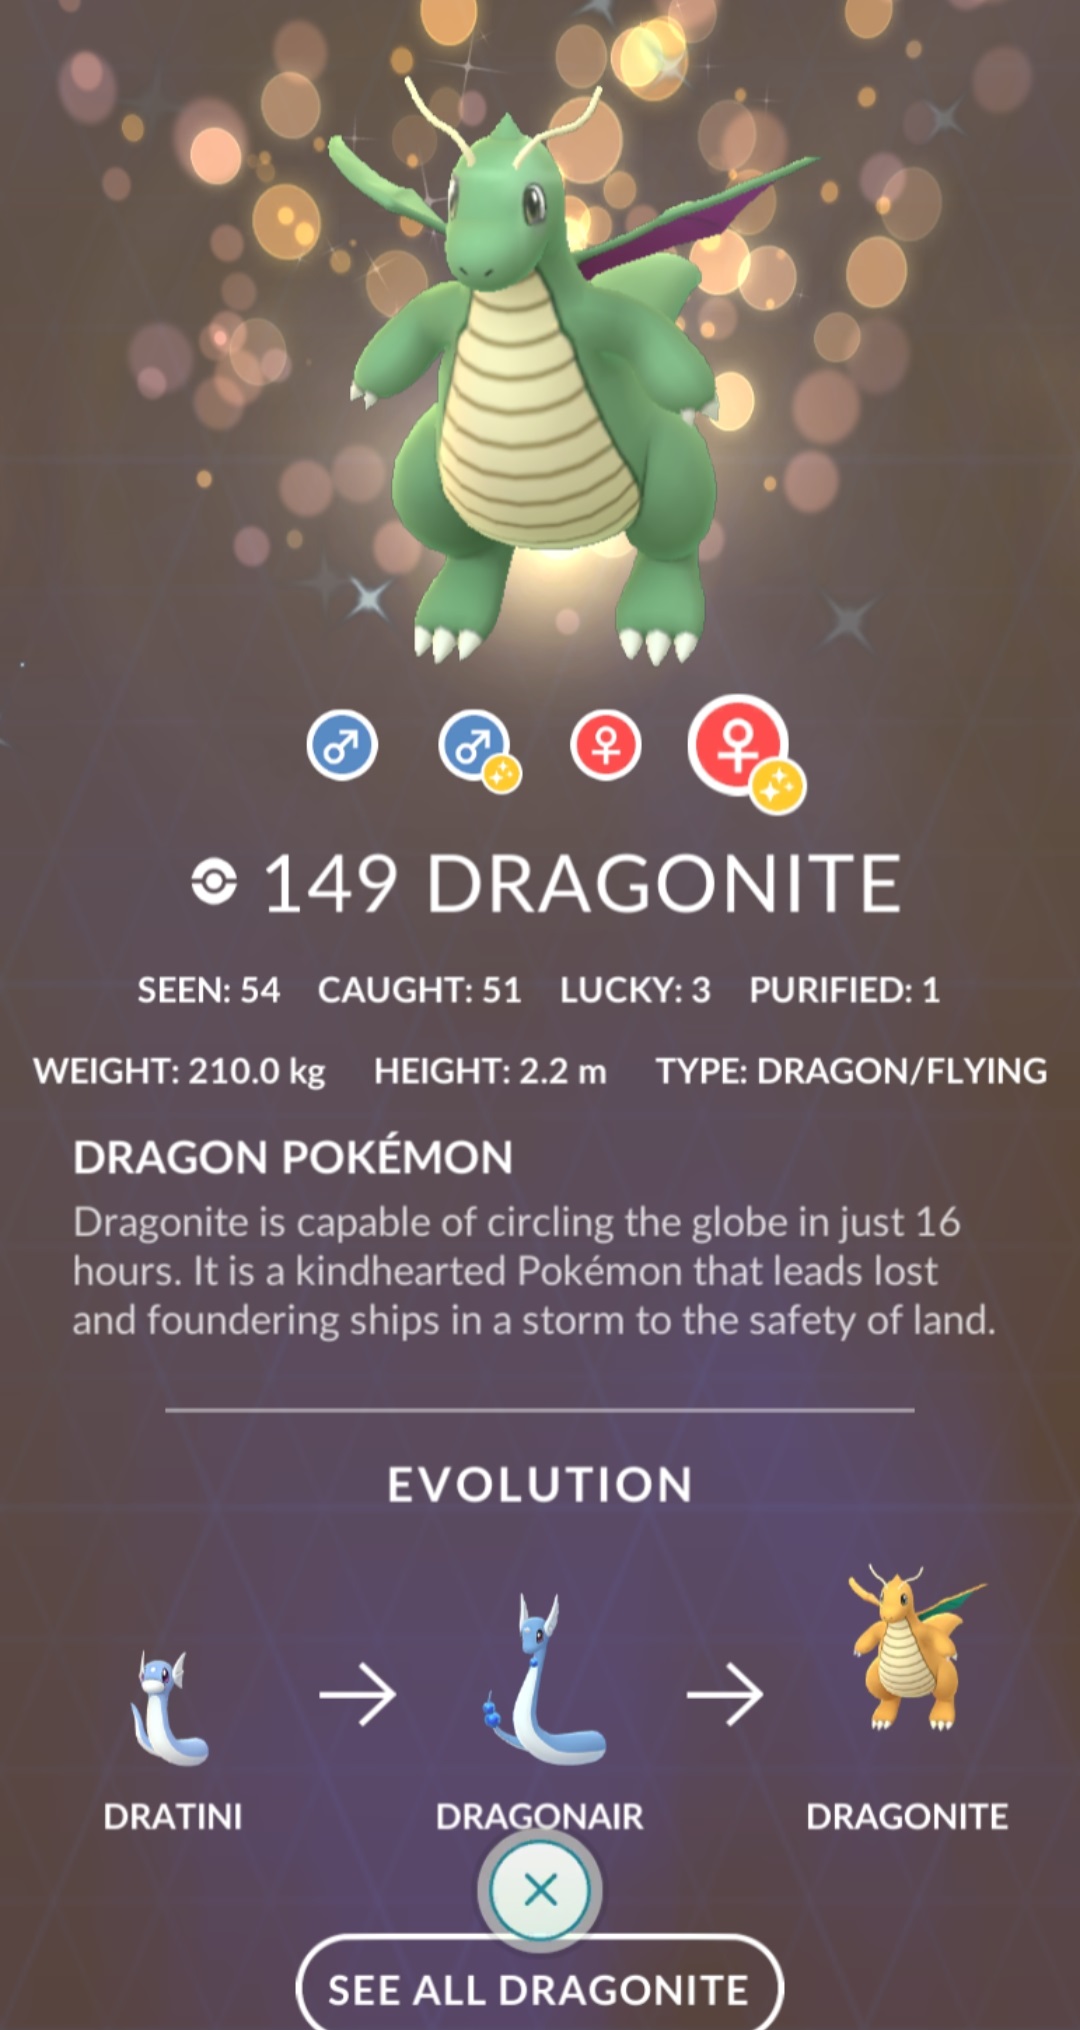 149 DRAGONITE
SEEN: 54 CAUGHT: 51 LUCKY: 3 PURIFIED: 1
WEIGHT: 210.0 kg HEIGHT: 2.2 m TYPE: DRAGON/FLYING
DRAGON POKÉMON
Dragonite is capable of circling the globe in just 16
hours. It is a kindhearted Pokémon that leads lost
and foundering ships in a storm to the safety of land.
EVOLUTION
DRATINI DRAGONAIR DRAGONITE
SEE ALL DRAGONITE